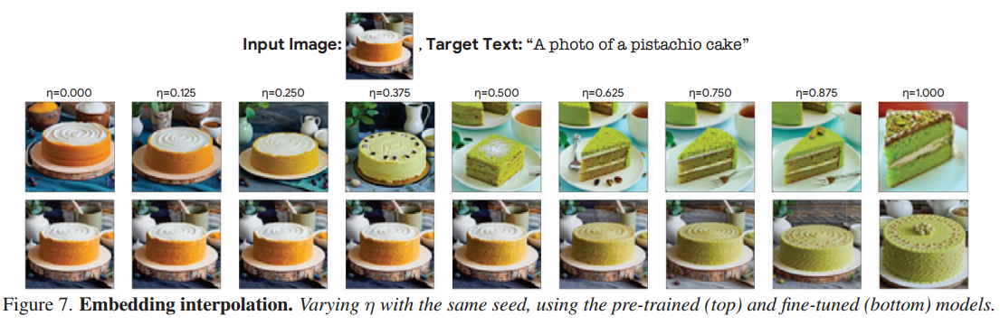 Input Image: , Target Text: “A photo of a pistachio cake”
η=0.000 η=0.125 η=0.250 η=0.375 η=0.500 η=0.625 η=0.750 η=0.875 η=1.000
Figure 7. Embedding interpolation. Varying η with the same seed, using the pre-trained (top) and fine-tuned (bottom) models.